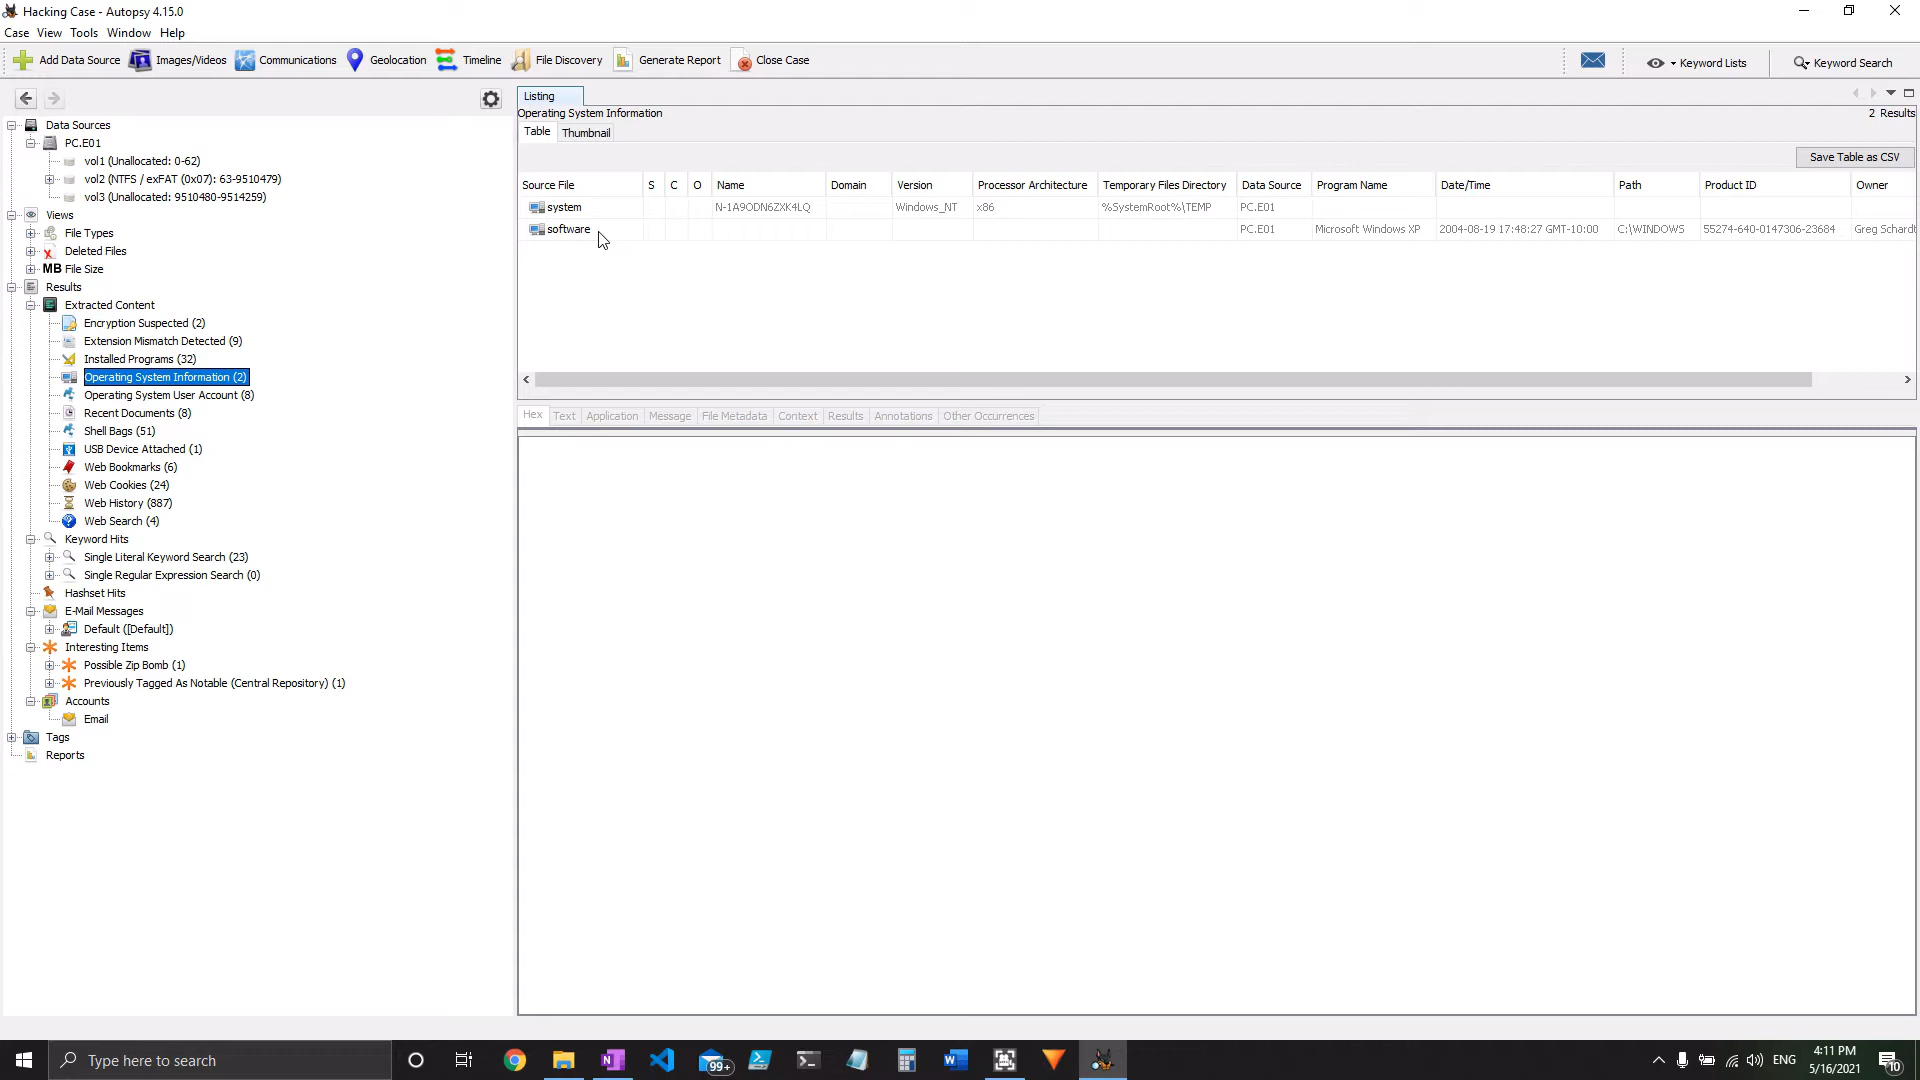 Hacking Case - Autopsy 4.15.0
Case View Tools Window Help
Add Data Source Images/Videos Communications Geolocation Timeline File Discovery Generate Report Close Case Keyword Lists Keyword Search
Data Sources
PC.E01
vol1 (Unallocated: 0-62)
vol2 (NTFS / exFAT (0x07): 63-9510479)
vol3 (Unallocated: 9510480-9514259)
Views
File Types
Deleted Files
MB File Size
Results
Extracted Content
Encryption Suspected (2)
Extension Mismatch Detected (9)
Installed Programs (32)
Operating System Information (2)
Operating System User Account (8)
Recent Documents (8)
Shell Bags (51)
USB Device Attached (1)
Web Bookmarks (6)
Web Cookies (24)
Web History (887)
Web Search (4)
Keyword Hits
Single Literal Keyword Search (23)
Single Regular Expression Search (0)
Hashset Hits
E-Mail Messages
Default ([Default])
Interesting Items
Possible Zip Bomb (1)
Previously Tagged As Notable (Central Repository) (1)
Accounts
Email
Tags
Reports
Listing
Operating System Information 2 Results
Table Thumbnail
Save Table as CSV
Source File S C O Name Domain Version Processor Architecture Temporary Files Directory Data Source Program Name Date/Time Path Product ID Owner
system N-1A9ODN6ZXK4LQ Windows_NT x86 %SystemRoot%\TEMP PC.E01
software PC.E01 Microsoft Windows XP 2004-08-19 17:48:27 GMT-10:00 C:\WINDOWS 55274-640-0147306-23684 Greg Schardt
Hex Text Application Message File Metadata Context Results Annotations Other Occurrences
Type here to search 99+ ENG 4:11 PM
5/16/2021 10